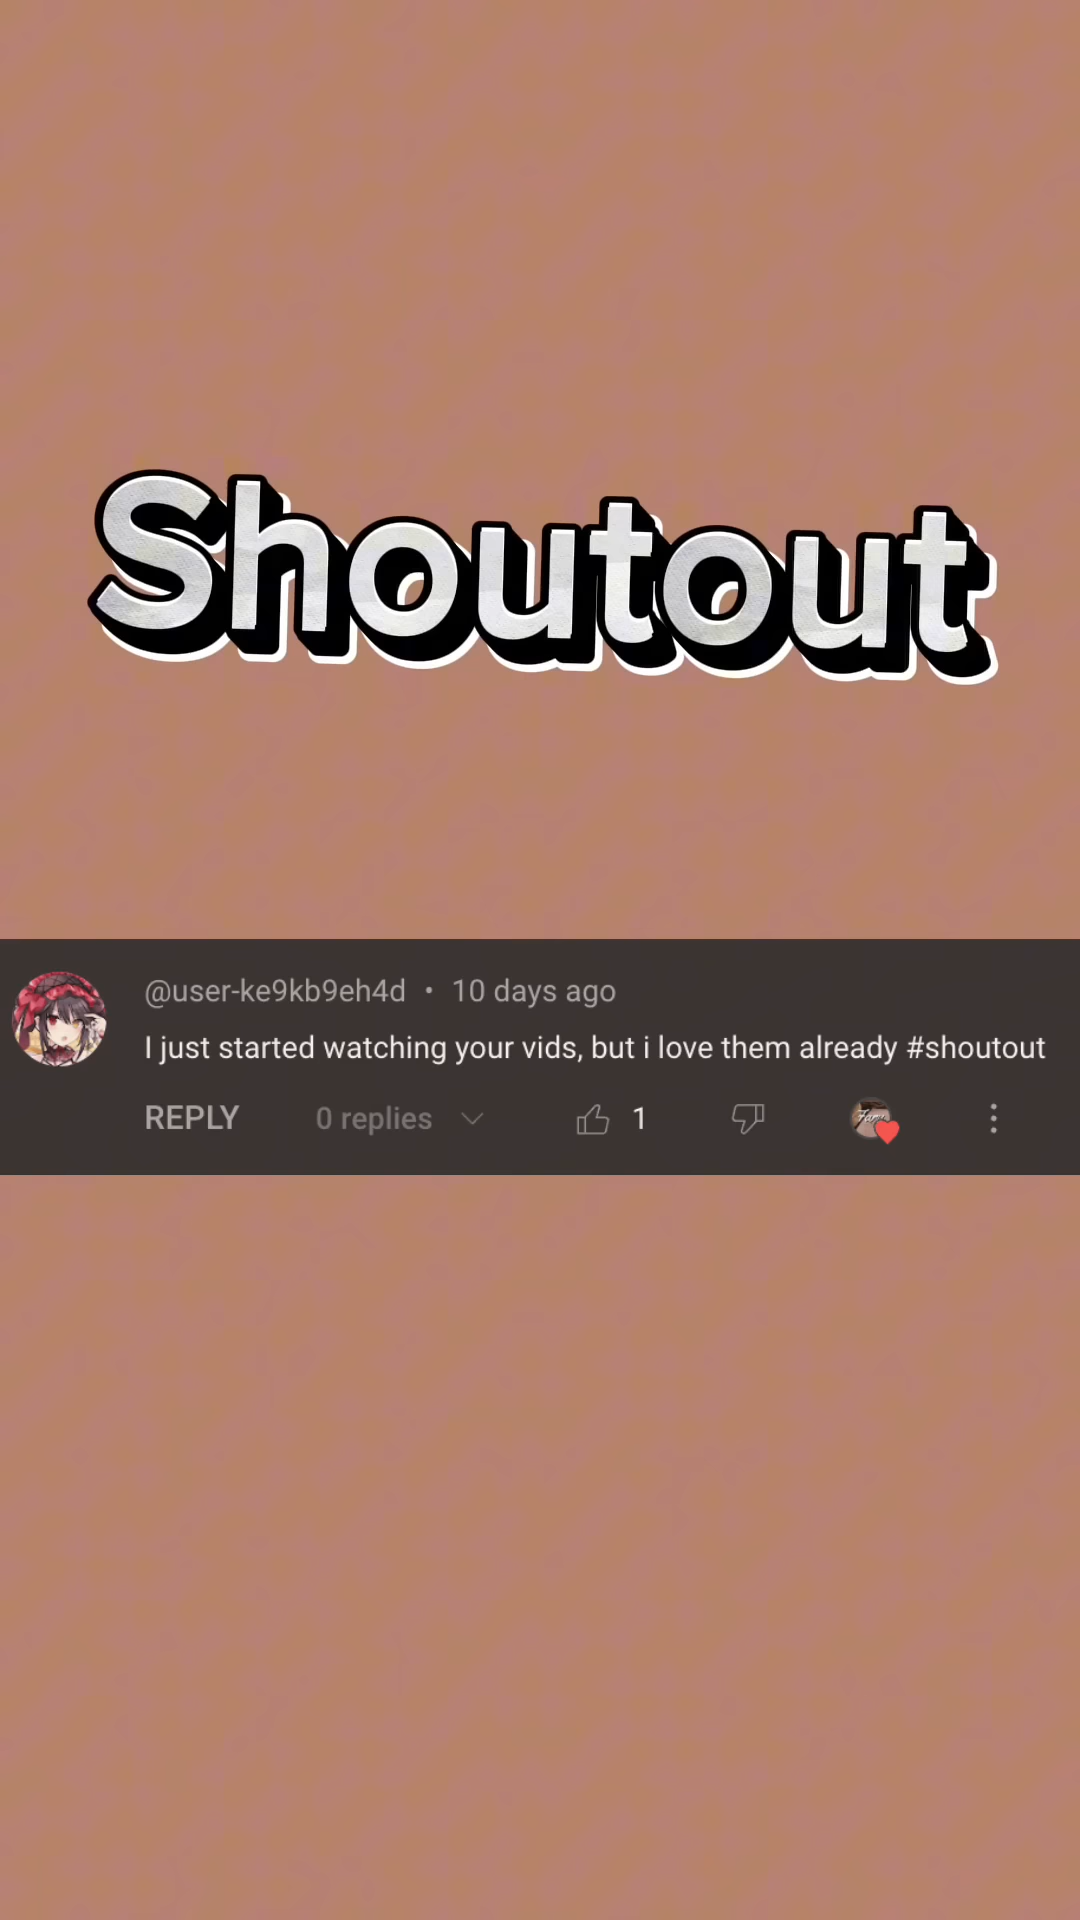 Shoutout
@user-ke9kb9eh4d • 10 days ago
I just started watching your vids, but i love them already #shoutout
REPLY 0 replies 1